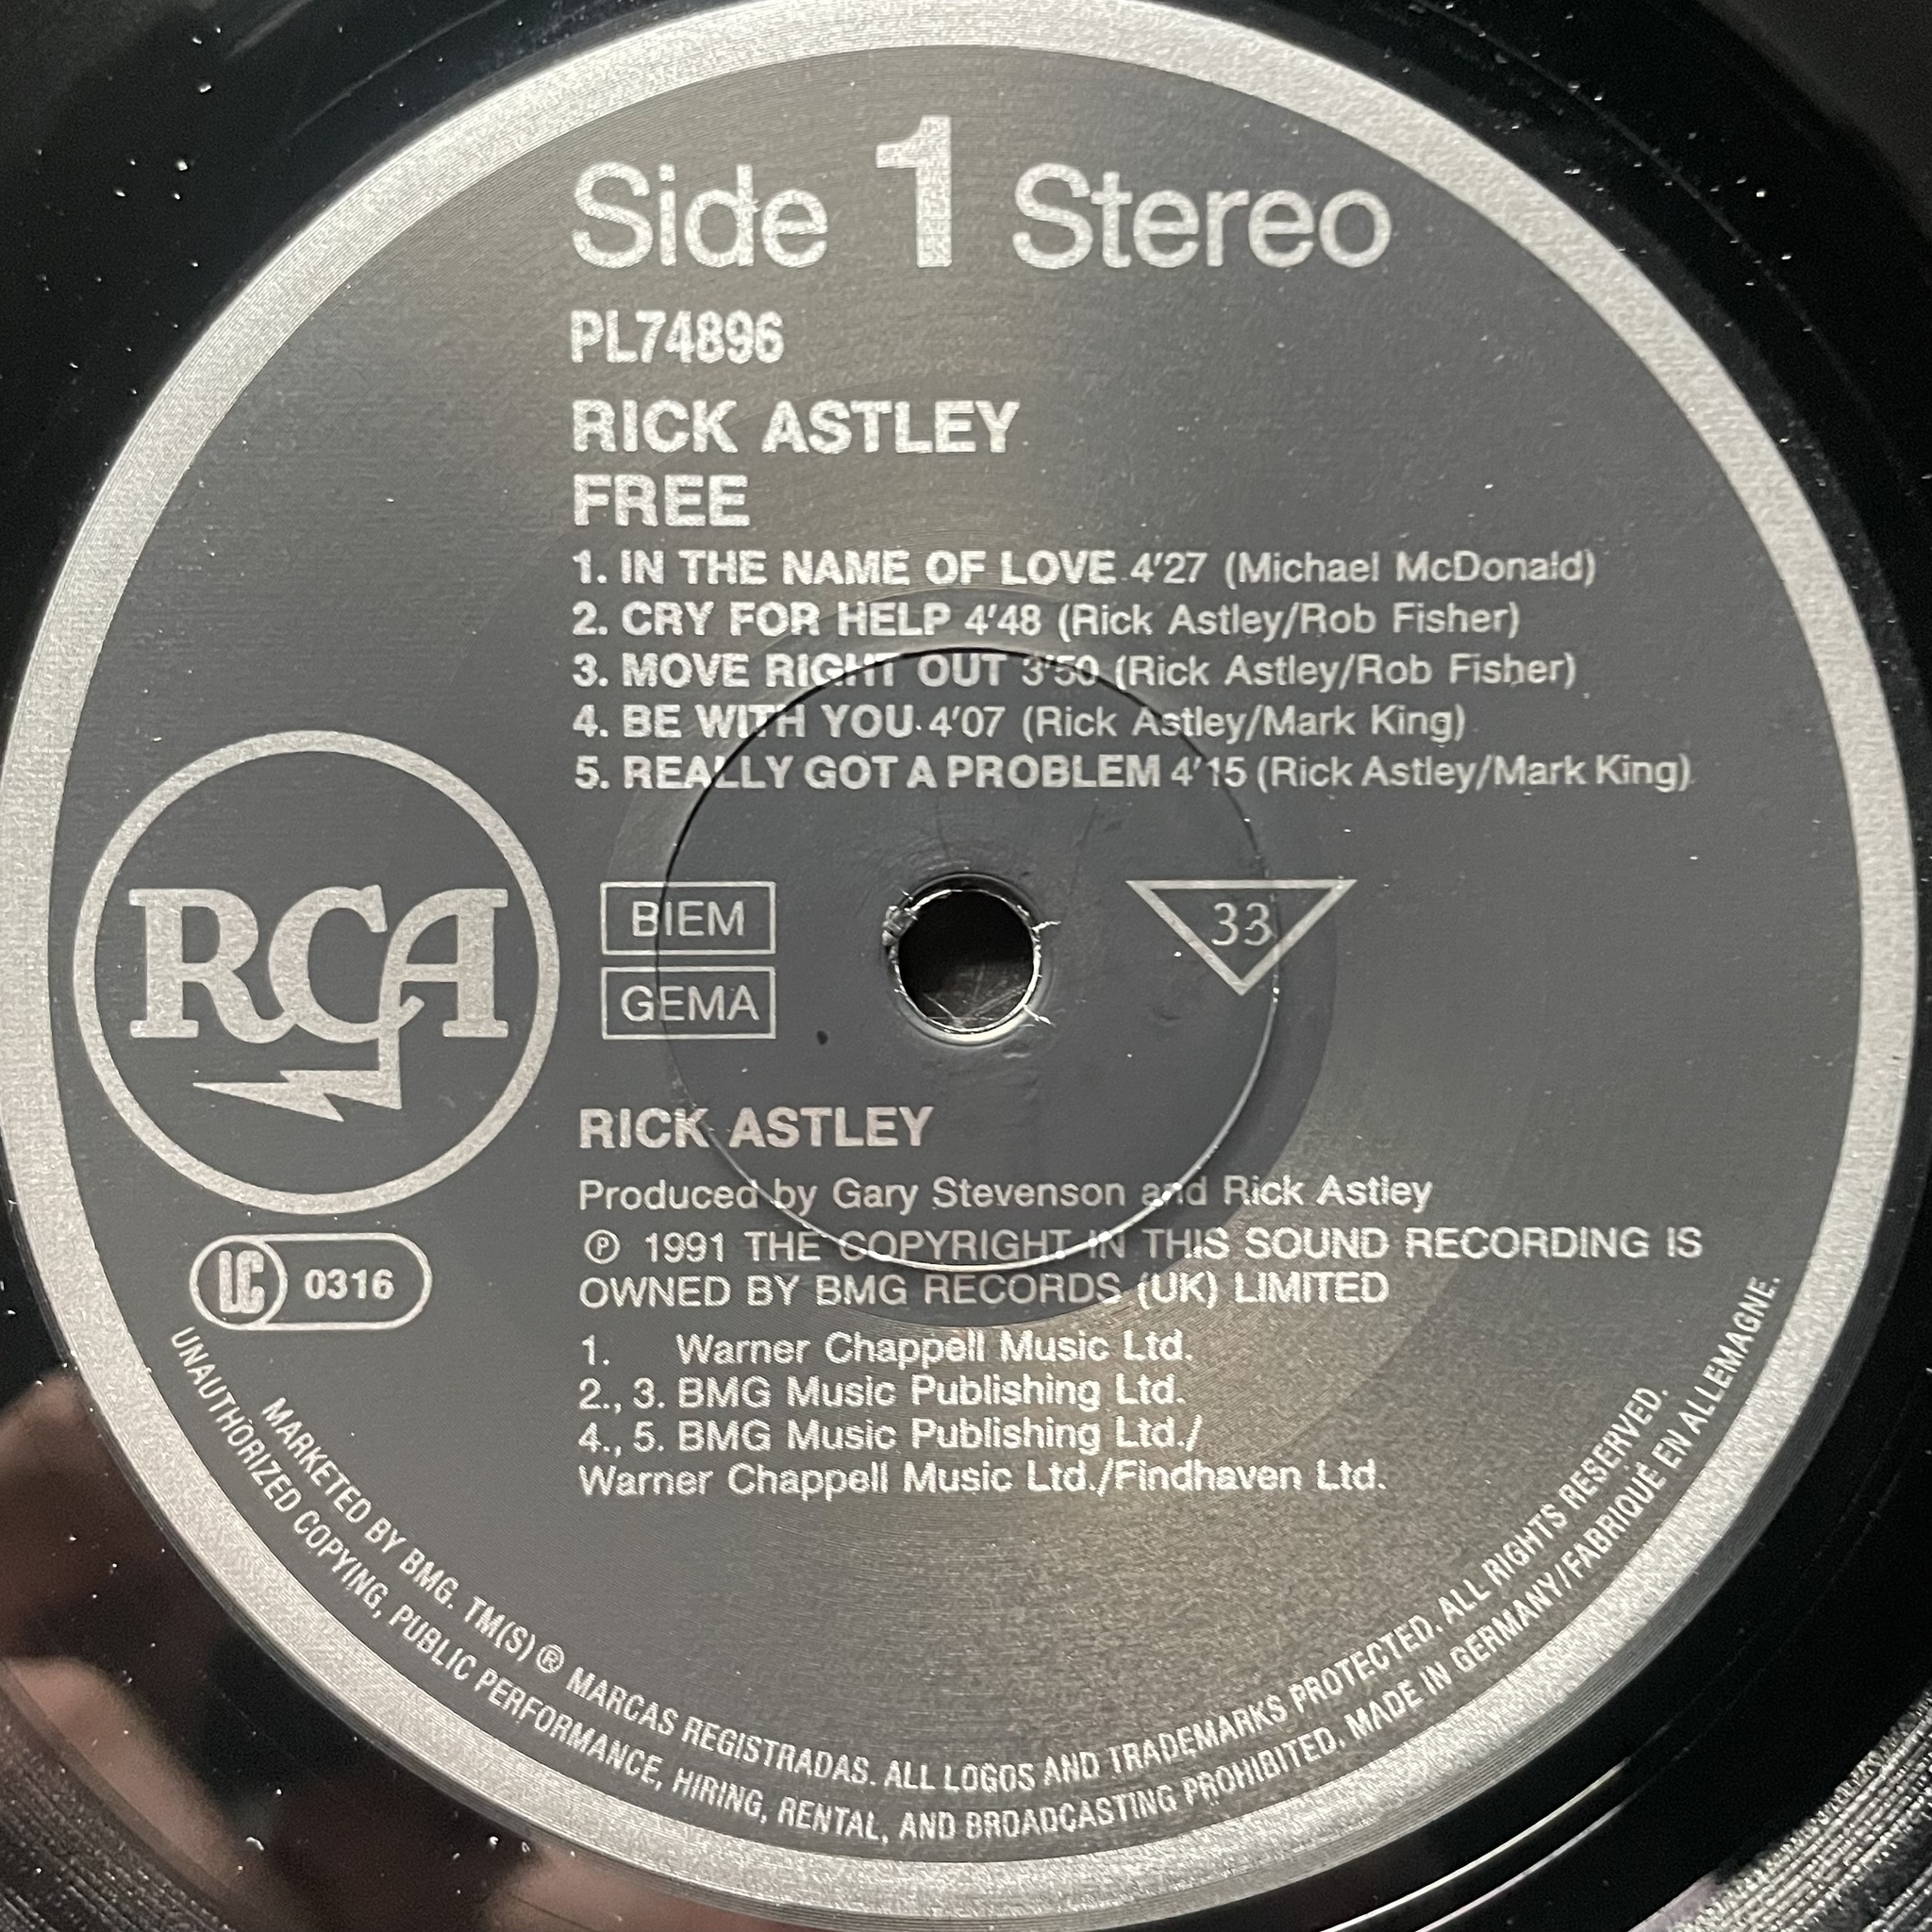 Side 1 Stereo
PL74896
RICK ASTLEY
FREE
1. IN THE NAME OF LOVE 4'27 (Michael McDonald)
2. CRY FOR HELP 4'48 (Rick Astley/Rob Fisher)
3. MOVE RIGHT OUT 3'50 (Rick Astley/Rob Fisher)
4. BE WITH YOU 4'07 (Rick Astley/Mark King)
5. REALLY GOT A PROBLEM 4'15 (Rick Astley/Mark King)
RCA
BIEM
GEMA
33
RICK ASTLEY
Produced by Gary Stevenson and Rick Astley
℗ 1991 THE COPYRIGHT IN THIS SOUND RECORDING IS
OWNED BY BMG RECORDS (UK) LIMITED
LC 0316
1. Warner Chappell Music Ltd.
2., 3. BMG Music Publishing Ltd.
4., 5. BMG Music Publishing Ltd./
Warner Chappell Music Ltd./Findhaven Ltd.
MARKETED BY BMG. TM(S) ® MARCAS REGISTRADAS. ALL LOGOS AND TRADEMARKS PROTECTED. ALL RIGHTS RESERVED.
UNAUTHORIZED COPYING, PUBLIC PERFORMANCE, HIRING, RENTAL, AND BROADCASTING PROHIBITED. MADE IN GERMANY/FABRIQUÉ EN ALLEMAGNE.